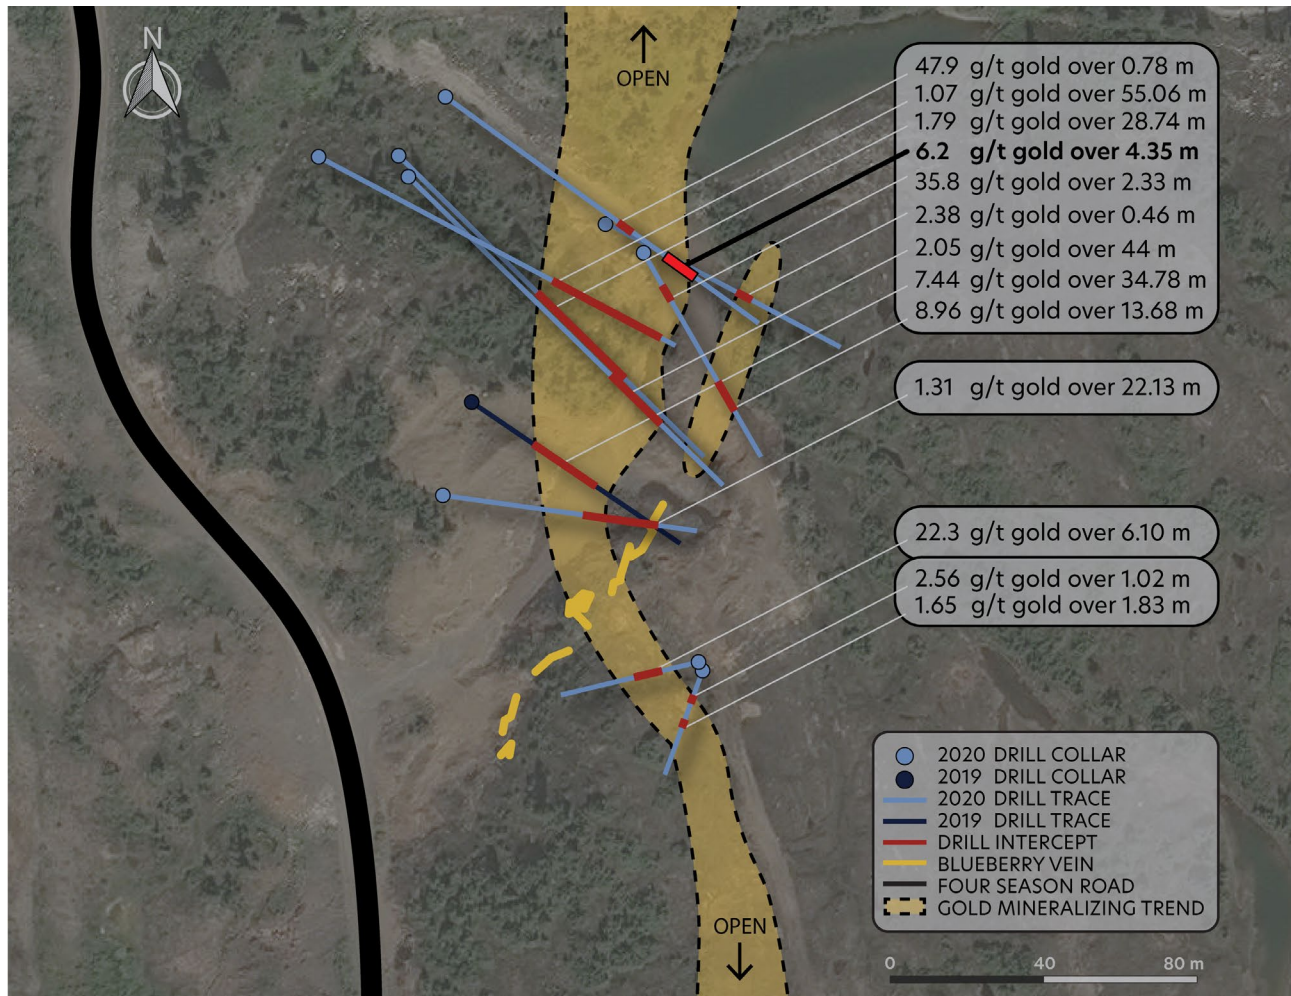 N
OPEN
47.9 g/t gold over 0.78 m
1.07 g/t gold over 55.06 m
1.79 g/t gold over 28.74 m
6.2 g/t gold over 4.35 m
35.8 g/t gold over 2.33 m
2.38 g/t gold over 0.46 m
2.05 g/t gold over 44 m
7.44 g/t gold over 34.78 m
8.96 g/t gold over 13.68 m
1.31 g/t gold over 22.13 m
22.3 g/t gold over 6.10 m
2.56 g/t gold over 1.02 m
1.65 g/t gold over 1.83 m
2020 DRILL COLLAR
2019 DRILL COLLAR
2020 DRILL TRACE
2019 DRILL TRACE
DRILL INTERCEPT
BLUEBERRY VEIN
FOUR SEASON ROAD
GOLD MINERALIZING TREND
OPEN
0 40 80 m